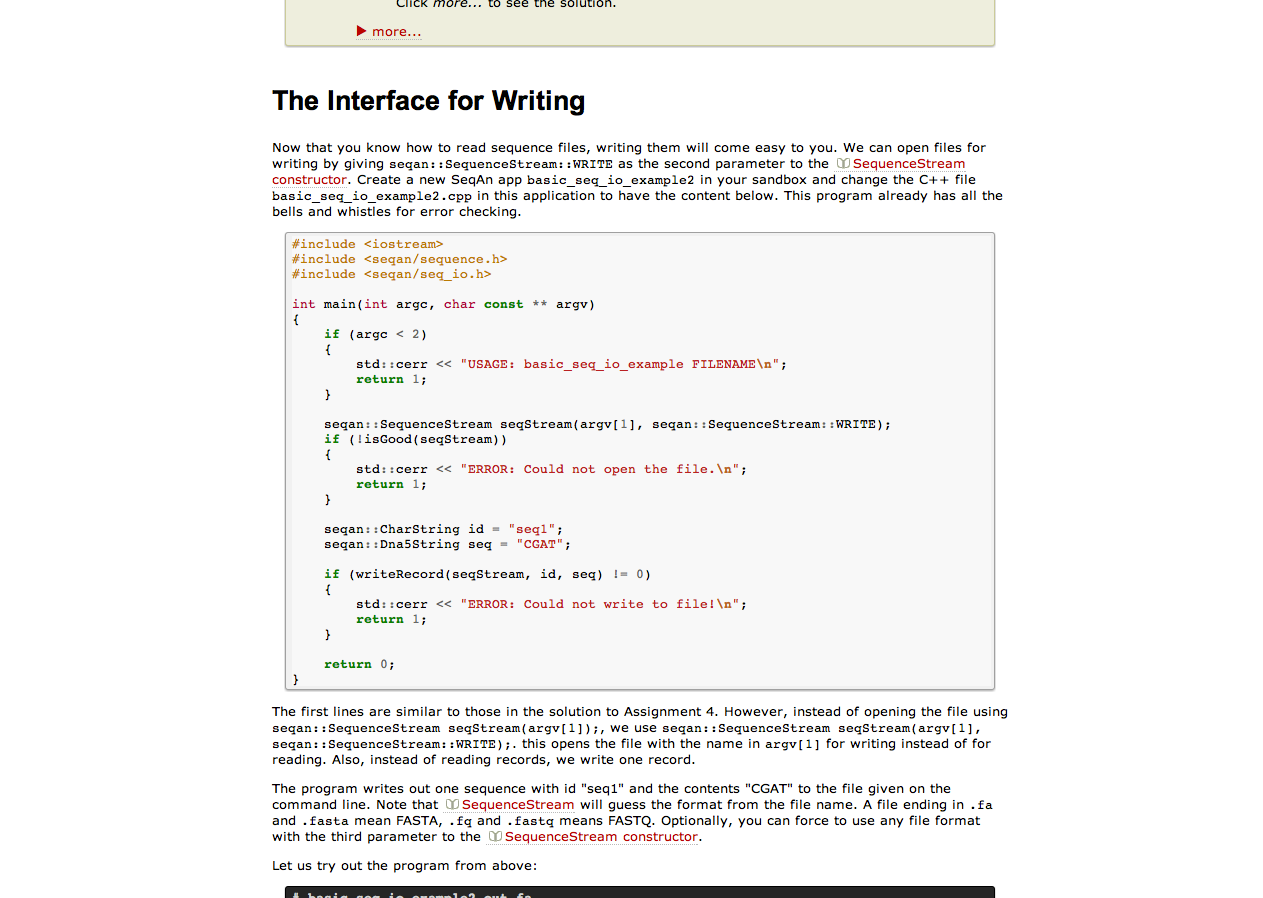 Click more... to see the solution.
▶ more...
The Interface for Writing
Now that you know how to read sequence files, writing them will come easy to you. We can open files for
writing by giving seqan::SequenceStream::WRITE as the second parameter to the SequenceStream
constructor. Create a new SeqAn app basic_seq_io_example2 in your sandbox and change the C++ file
basic_seq_io_example2.cpp in this application to have the content below. This program already has all the
bells and whistles for error checking.
#include <iostream>
#include <seqan/sequence.h>
#include <seqan/seq_io.h>
int main(int argc, char const ** argv)
{
    if (argc < 2)
    {
        std::cerr << "USAGE: basic_seq_io_example FILENAME\n";
        return 1;
    }
    seqan::SequenceStream seqStream(argv[1], seqan::SequenceStream::WRITE);
    if (!isGood(seqStream))
    {
        std::cerr << "ERROR: Could not open the file.\n";
        return 1;
    }
    seqan::CharString id = "seq1";
    seqan::Dna5String seq = "CGAT";
    if (writeRecord(seqStream, id, seq) != 0)
    {
        std::cerr << "ERROR: Could not write to file!\n";
        return 1;
    }
    return 0;
}
The first lines are similar to those in the solution to Assignment 4. However, instead of opening the file using
seqan::SequenceStream seqStream(argv[1]);, we use seqan::SequenceStream seqStream(argv[1],
seqan::SequenceStream::WRITE);. this opens the file with the name in argv[1] for writing instead of for
reading. Also, instead of reading records, we write one record.
The program writes out one sequence with id "seq1" and the contents "CGAT" to the file given on the
command line. Note that SequenceStream will guess the format from the file name. A file ending in .fa
and .fasta mean FASTA, .fq and .fastq means FASTQ. Optionally, you can force to use any file format
with the third parameter to the SequenceStream constructor.
Let us try out the program from above:
# basic_seq_io_example2 out.fa